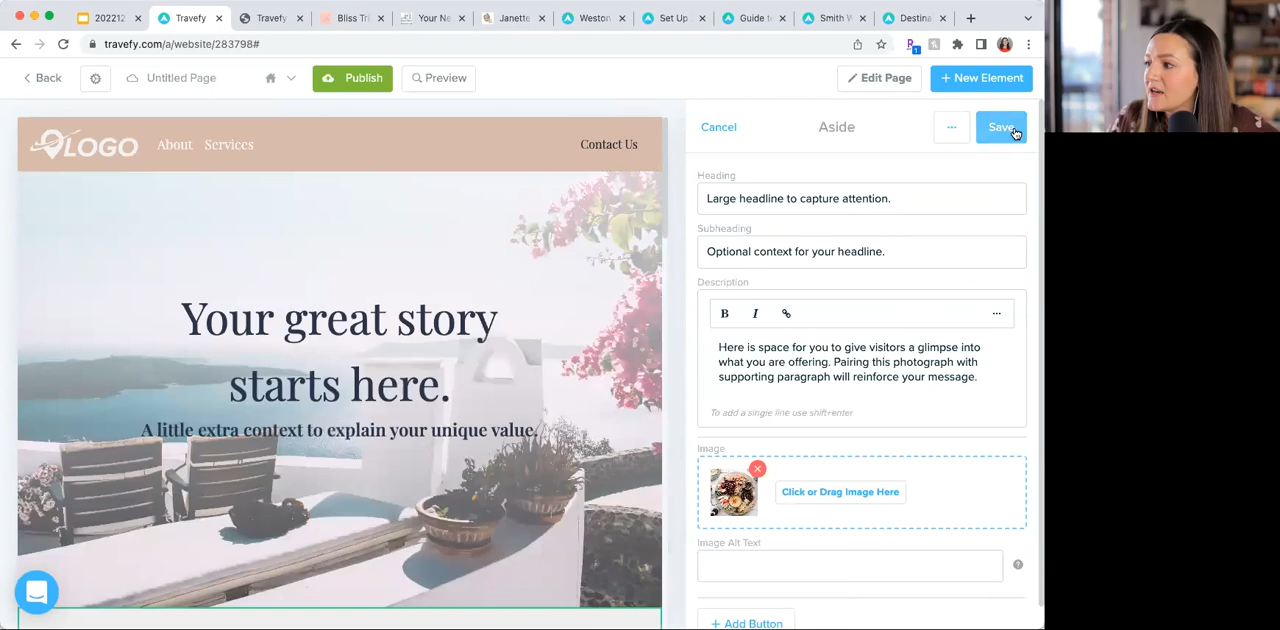 202212
Travefy
Travefy
Bliss Tri
Your Ne
Janette
Weston
Set Up
Guide t
Smith W
Destina
travefy.com/a/website/283798#
1
Back
Untitled Page
Publish
Preview
Edit Page
+ New Element
LOGO
About
Services
Contact Us
Your great story
starts here.
A little extra context to explain your unique value.
Cancel
Aside
...
Save
Heading
Large headline to capture attention.
Subheading
Optional context for your headline.
Description
B
I
...
Here is space for you to give visitors a glimpse into
what you are offering. Pairing this photograph with
supporting paragraph will reinforce your message.
To add a single line use shift+enter
Image
Click or Drag Image Here
Image Alt Text
?
+ Add Button